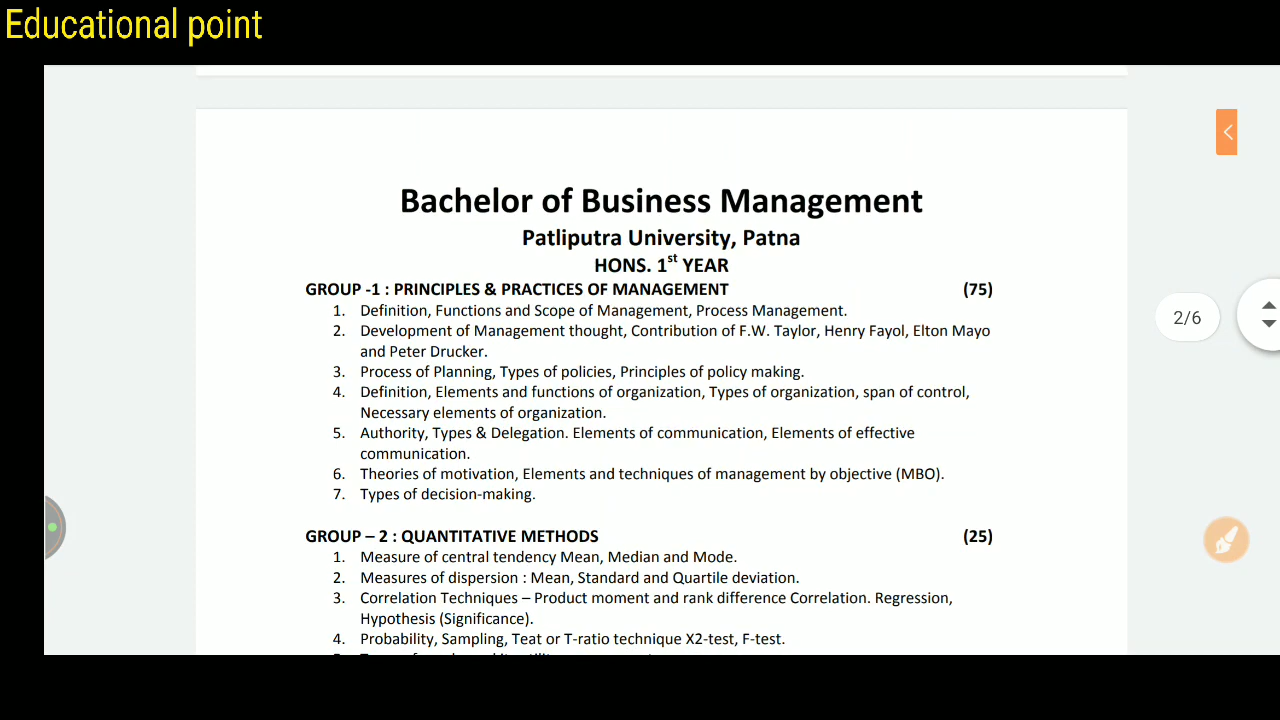 Educational point
Bachelor of Business Management
Patliputra University, Patna
HONS. 1st YEAR
GROUP -1 : PRINCIPLES & PRACTICES OF MANAGEMENT (75)
1. Definition, Functions and Scope of Management, Process Management.
2. Development of Management thought, Contribution of F.W. Taylor, Henry Fayol, Elton Mayo
and Peter Drucker.
3. Process of Planning, Types of policies, Principles of policy making.
2/6
4. Definition, Elements and functions of organization, Types of organization, span of control,
Necessary elements of organization.
5. Authority, Types & Delegation. Elements of communication, Elements of effective
communication.
6. Theories of motivation, Elements and techniques of management by objective (MBO).
7. Types of decision-making.
GROUP – 2 : QUANTITATIVE METHODS (25)
1. Measure of central tendency Mean, Median and Mode.
2. Measures of dispersion : Mean, Standard and Quartile deviation.
3. Correlation Techniques – Product moment and rank difference Correlation. Regression,
Hypothesis (Significance).
4. Probability, Sampling, Teat or T-ratio technique X2-test, F-test.